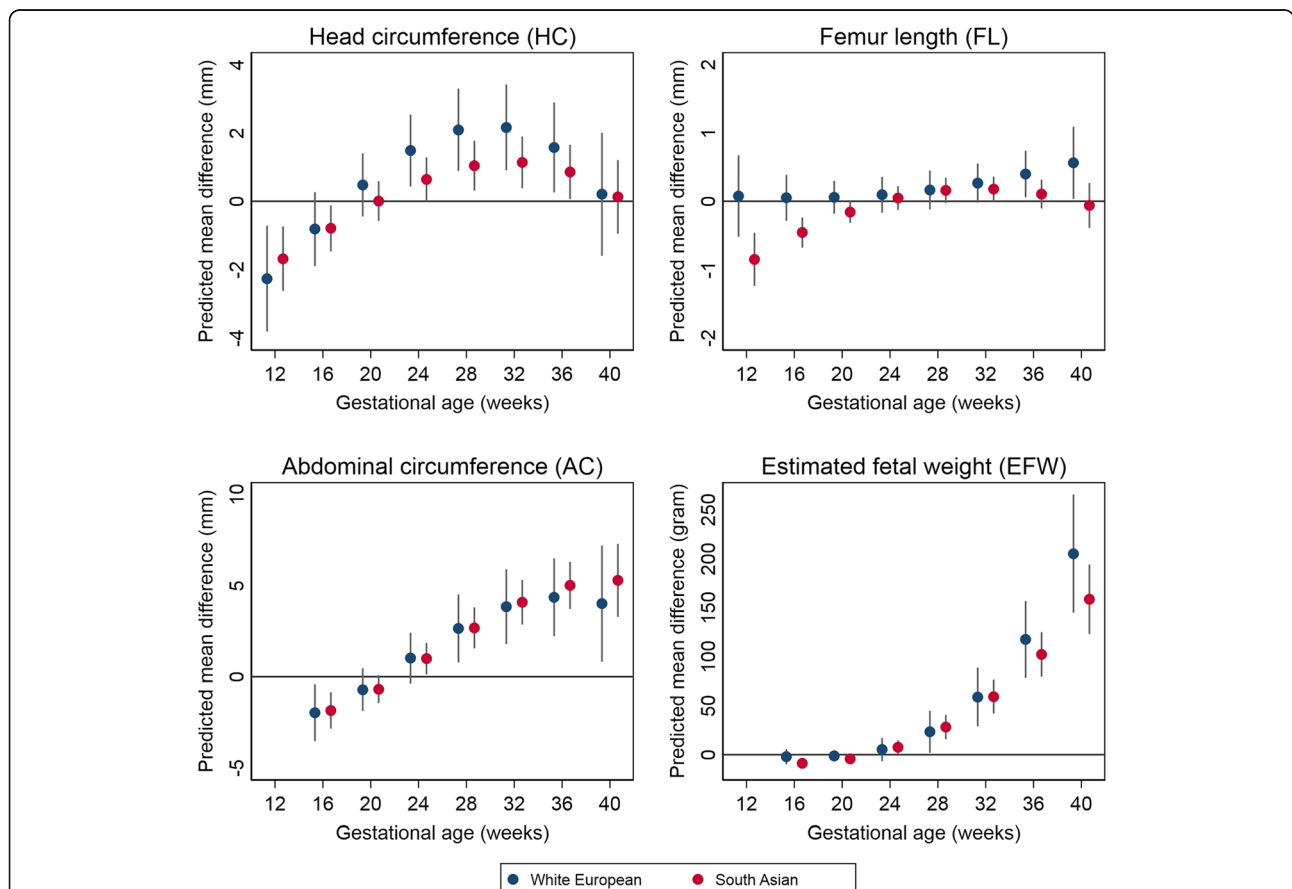 Head circumference (HC)
Predicted mean difference (mm)
4
2
0
-2
-4
12 16 20 24 28 32 36 40
Gestational age (weeks)
Femur length (FL)
Predicted mean difference (mm)
2
1
0
-1
-2
12 16 20 24 28 32 36 40
Gestational age (weeks)
Abdominal circumference (AC)
Predicted mean difference (mm)
10
5
0
-5
12 16 20 24 28 32 36 40
Gestational age (weeks)
Estimated fetal weight (EFW)
Predicted mean difference (gram)
250
200
150
100
50
0
12 16 20 24 28 32 36 40
Gestational age (weeks)
White European South Asian